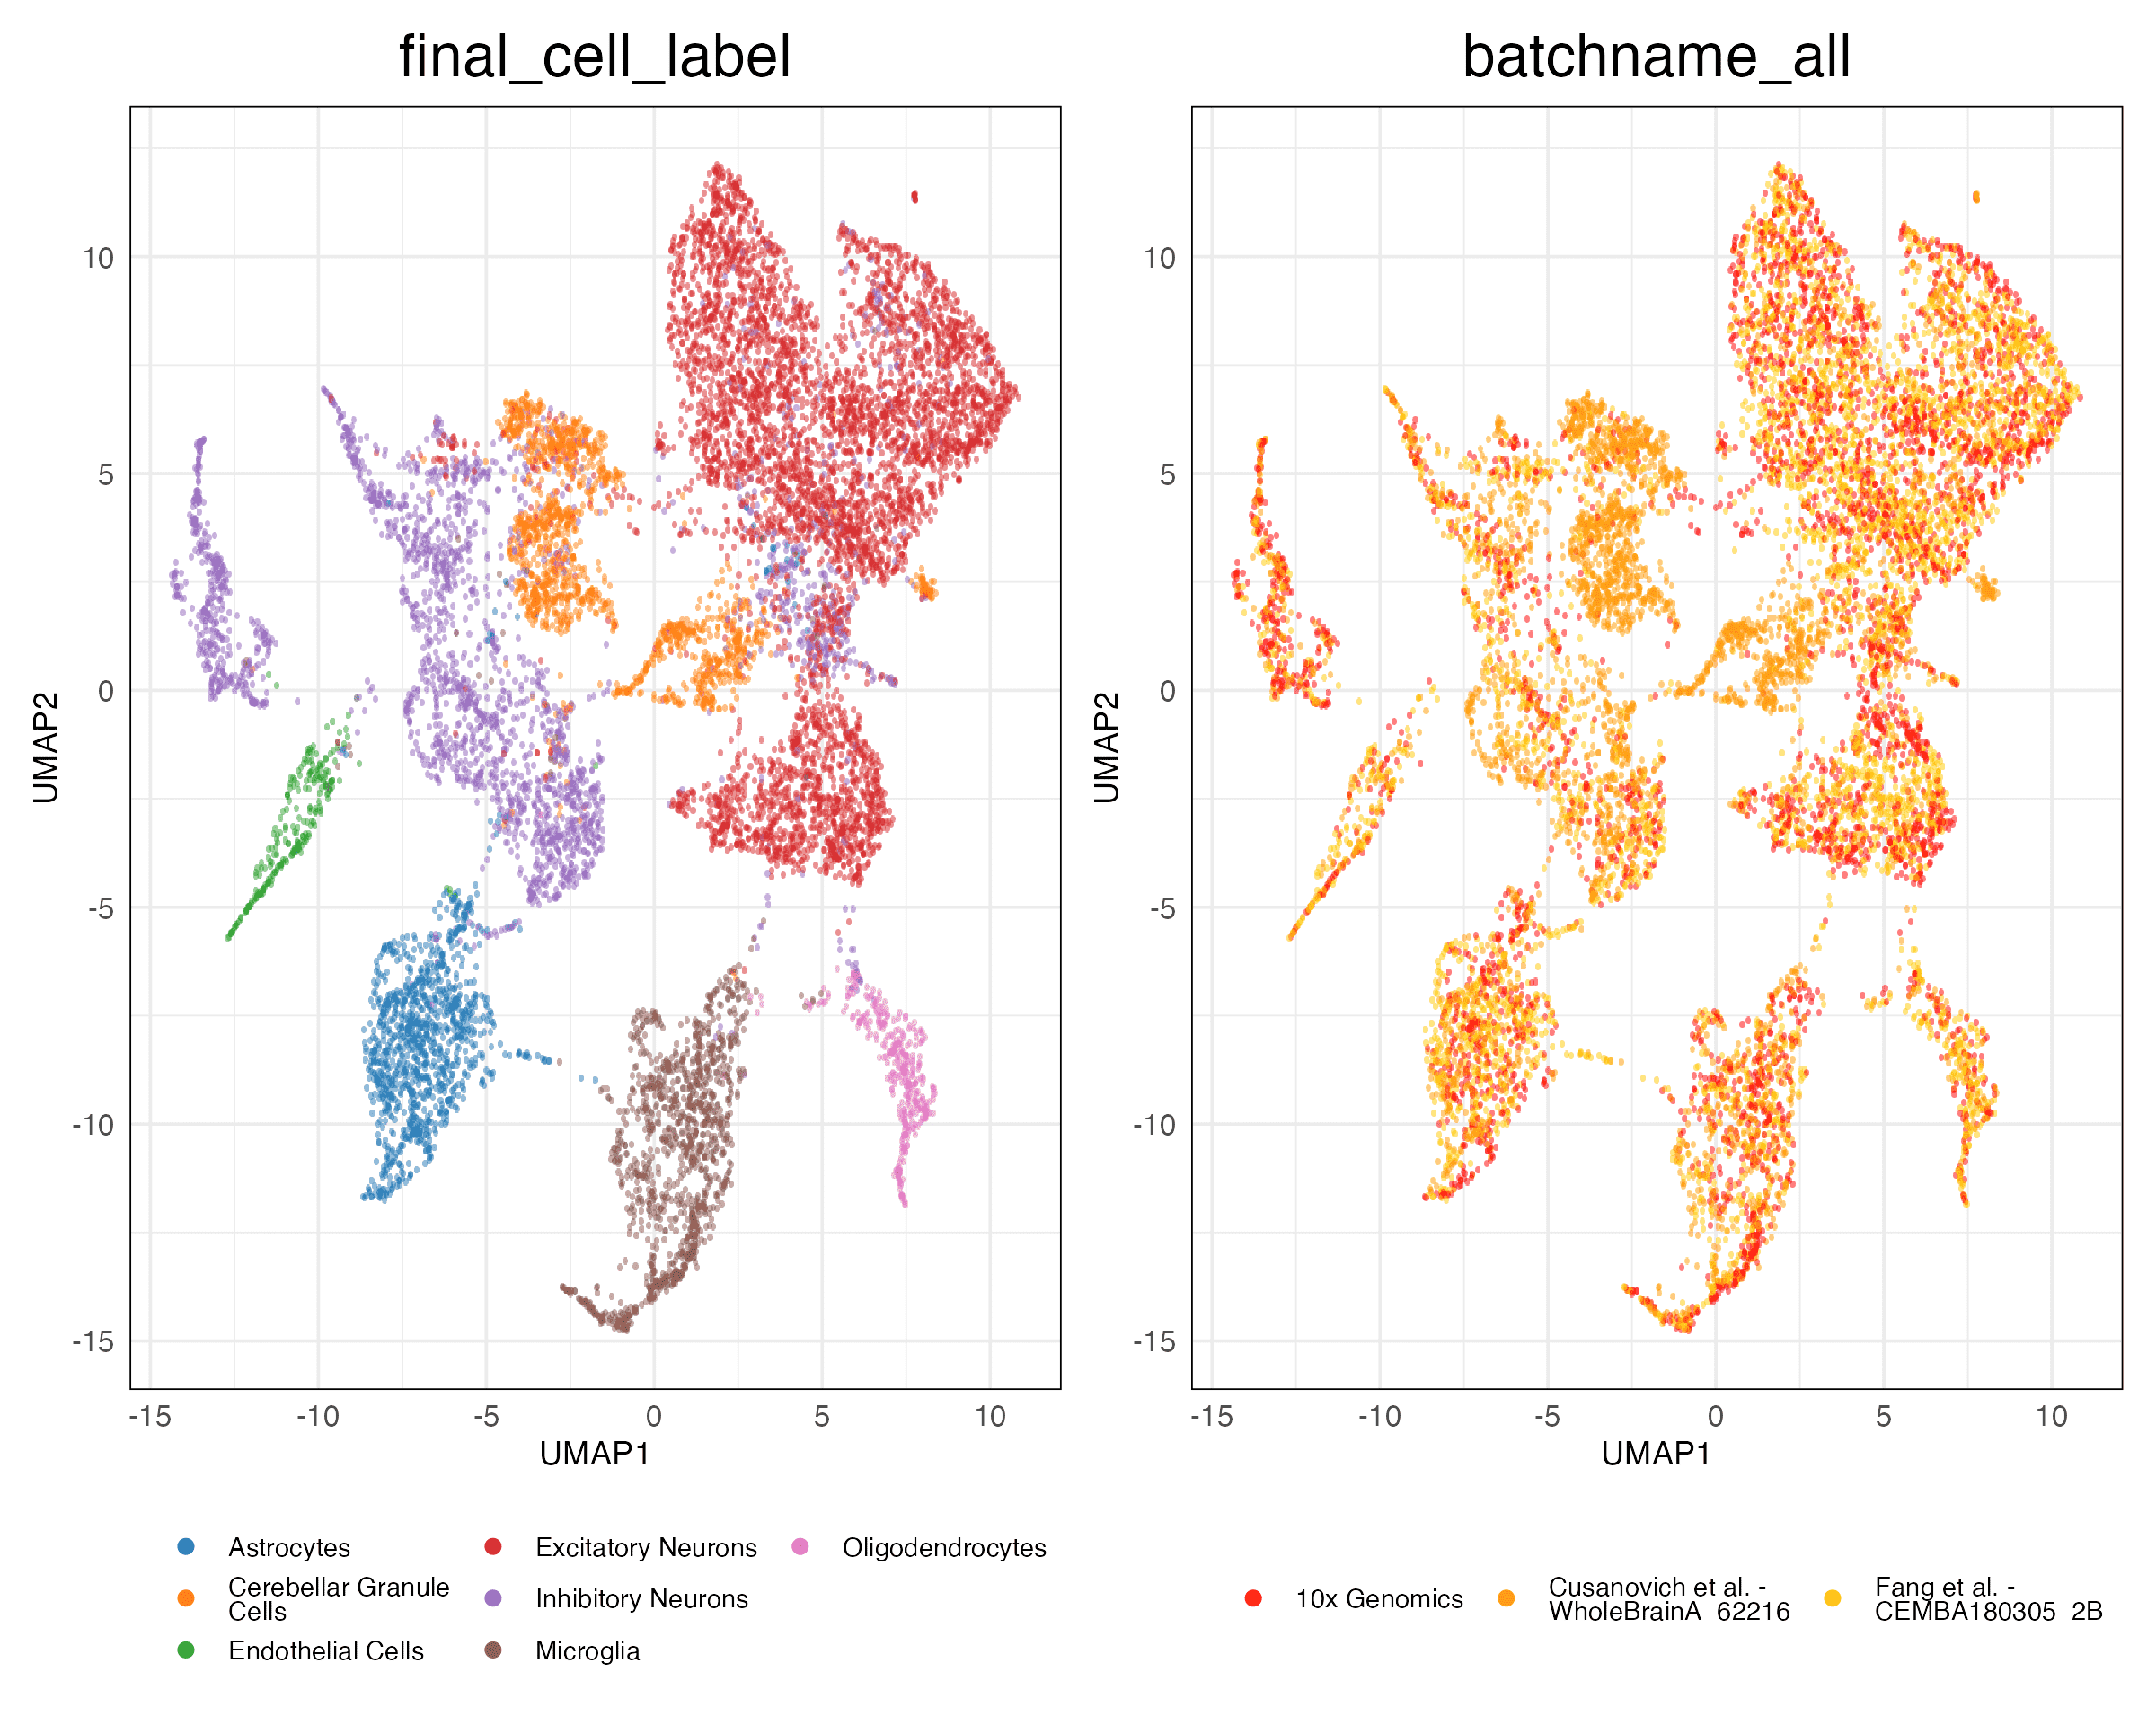 final_cell_label
batchname_all
UMAP2
10
5
0
-5
-10
-15
-15 -10 -5 0 5 10
UMAP1
UMAP2
10
5
0
-5
-10
-15
-15 -10 -5 0 5 10
UMAP1
Astrocytes
Cerebellar Granule
Cells
Endothelial Cells
Excitatory Neurons
Inhibitory Neurons
Microglia
Oligodendrocytes
10x Genomics
Cusanovich et al. -
WholeBrainA_62216
Fang et al. -
CEMBA180305_2B